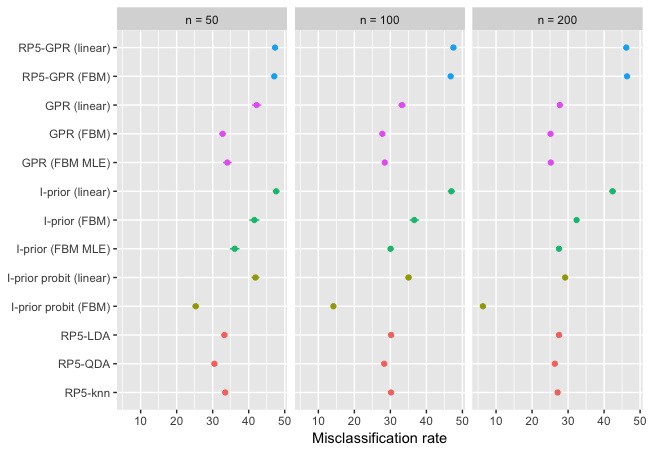 n = 50
n = 100
n = 200
RP5-GPR (linear)
RP5-GPR (FBM)
GPR (linear)
GPR (FBM)
GPR (FBM MLE)
I-prior (linear)
I-prior (FBM)
I-prior (FBM MLE)
I-prior probit (linear)
I-prior probit (FBM)
RP5-LDA
RP5-QDA
RP5-knn
10 20 30 40 50 10 20 30 40 50 10 20 30 40 50
Misclassification rate